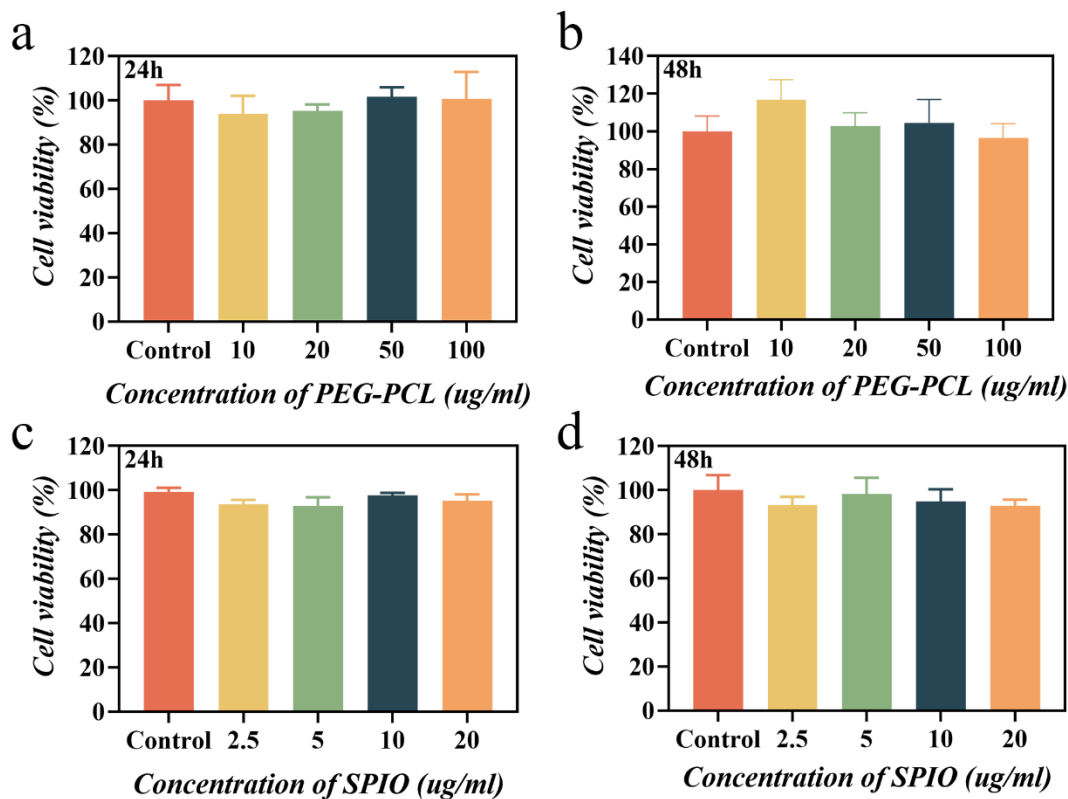 a
24h
Cell viability (%)
120
100
80
60
40
20
0
Control 10 20 50 100
Concentration of PEG-PCL (ug/ml)
b
48h
Cell viability (%)
140
120
100
80
60
40
20
0
Control 10 20 50 100
Concentration of PEG-PCL (ug/ml)
c
24h
Cell viability (%)
120
100
80
60
40
20
0
Control 2.5 5 10 20
Concentration of SPIO (ug/ml)
d
48h
Cell viability (%)
120
100
80
60
40
20
0
Control 2.5 5 10 20
Concentration of SPIO (ug/ml)